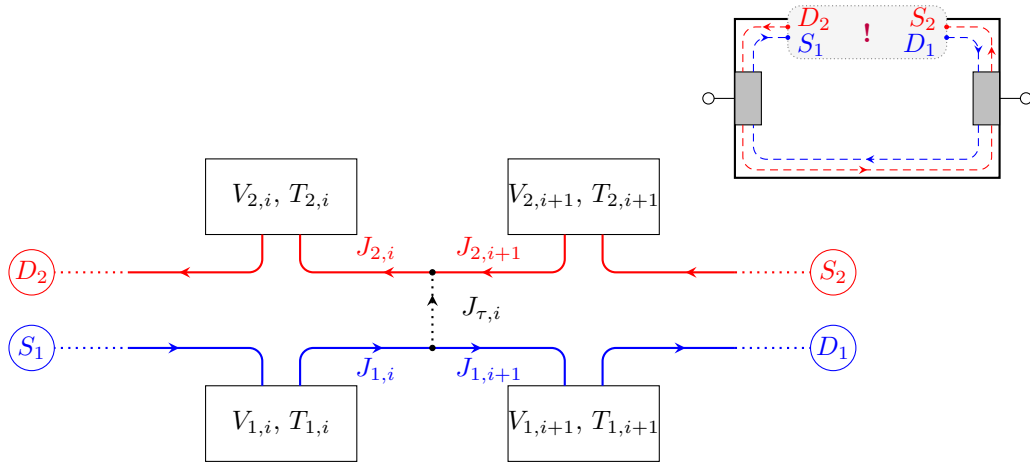 D₂ S₂
!
S₁ D₁
V₂,ᵢ, T₂,ᵢ V₂,ᵢ₊₁, T₂,ᵢ₊₁
J₂,ᵢ J₂,ᵢ₊₁
D₂ S₂
J_τ,ᵢ
S₁ D₁
J₁,ᵢ J₁,ᵢ₊₁
V₁,ᵢ, T₁,ᵢ V₁,ᵢ₊₁, T₁,ᵢ₊₁